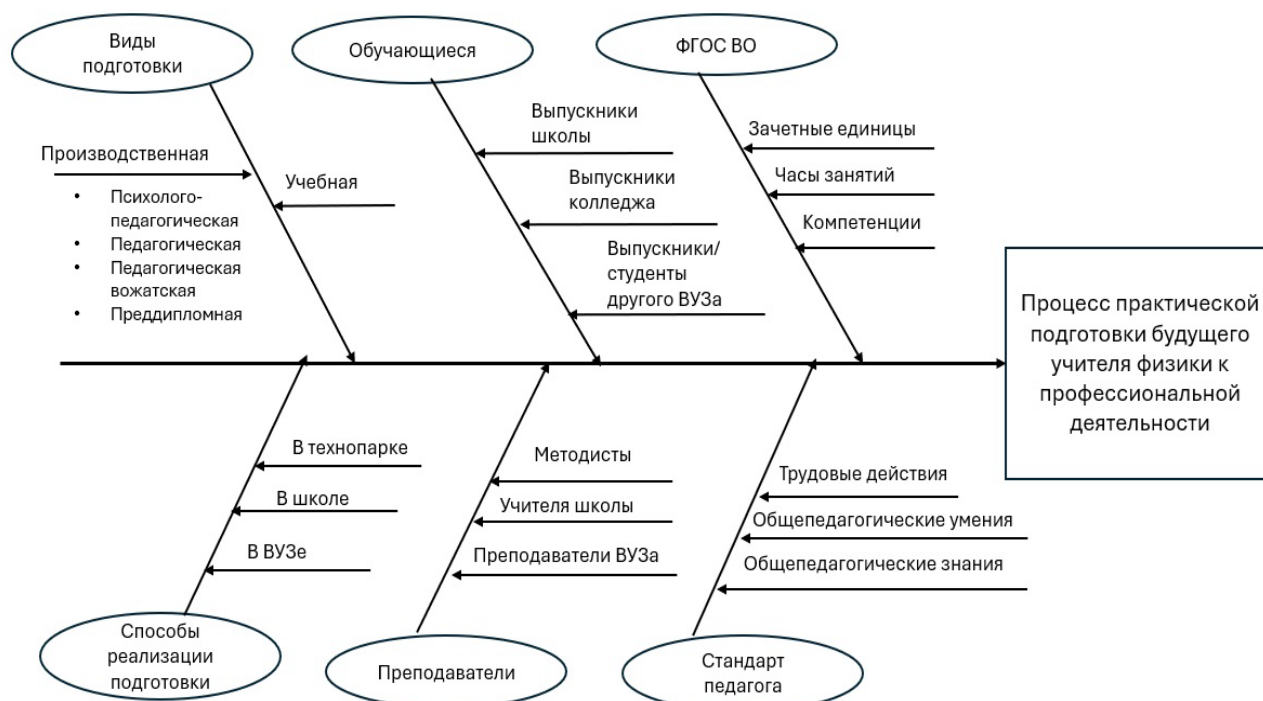 Виды
подготовки
Обучающиеся
ФГОС ВО
Производственная
• Психолого-
педагогическая
• Педагогическая
• Педагогическая
вожатская
• Преддипломная
Учебная
Выпускники
школы
Выпускники
колледжа
Выпускники/
студенты
другого ВУЗа
Зачетные единицы
Часы занятий
Компетенции
Процесс практической
подготовки будущего
учителя физики к
профессиональной
деятельности
В технопарке
В школе
В ВУЗе
Методисты
Учителя школы
Преподаватели ВУЗа
Трудовые действия
Общепедагогические умения
Общепедагогические знания
Способы
реализации
подготовки
Преподаватели
Стандарт
педагога